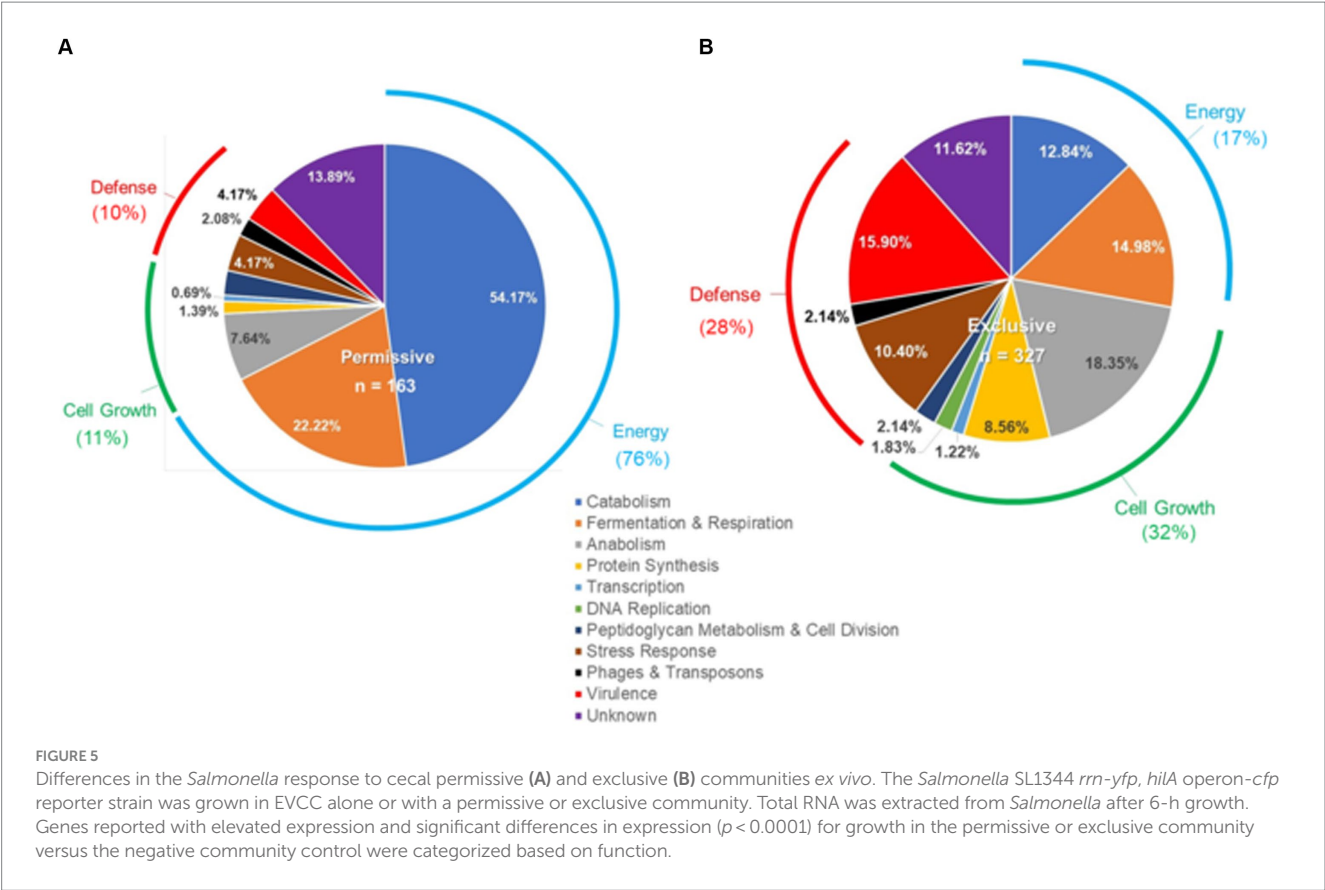 A
Defense
(10%)
Cell Growth
(11%)
Energy
(76%)
54.17%
22.22%
7.64%
1.39%
0.69%
4.17%
2.08%
4.17%
13.89%
Permissive
n = 163
B
Energy
(17%)
Defense
(28%)
Cell Growth
(32%)
12.84%
14.98%
18.35%
8.56%
1.22%
1.83%
2.14%
10.40%
2.14%
15.90%
11.62%
Exclusive
n = 327
Catabolism
Fermentation & Respiration
Anabolism
Protein Synthesis
Transcription
DNA Replication
Peptidoglycan Metabolism & Cell Division
Stress Response
Phages & Transposons
Virulence
Unknown
FIGURE 5
Differences in the Salmonella response to cecal permissive (A) and exclusive (B) communities ex vivo. The Salmonella SL1344 rrn-yfp, hilA operon-cfp
reporter strain was grown in EVCC alone or with a permissive or exclusive community. Total RNA was extracted from Salmonella after 6-h growth.
Genes reported with elevated expression and significant differences in expression (p < 0.0001) for growth in the permissive or exclusive community
versus the negative community control were categorized based on function.